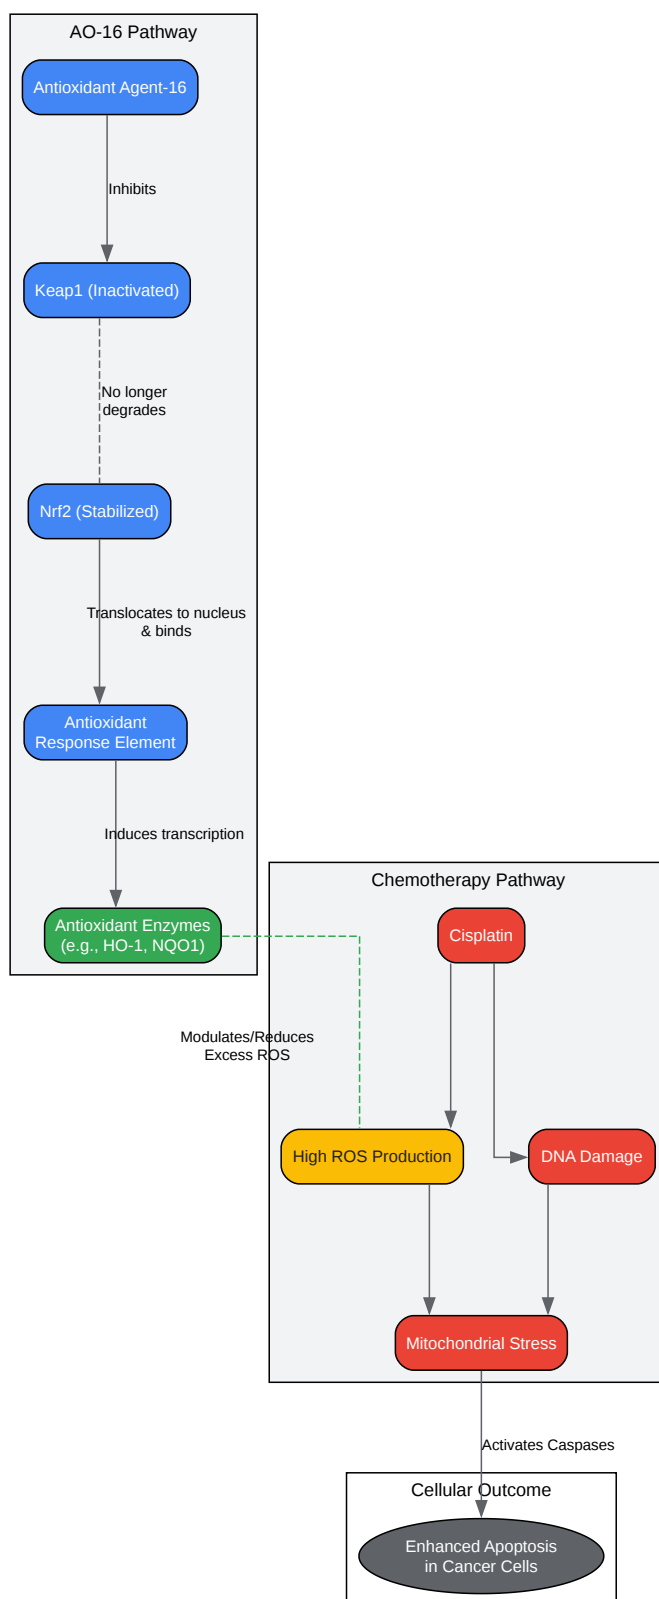 AO-16 Pathway
Antioxidant Agent-16
Inhibits
Keap1 (Inactivated)
No longer
degrades
Nrf2 (Stabilized)
Translocates to nucleus
& binds
Antioxidant
Response Element
Induces transcription
Antioxidant Enzymes
(e.g., HO-1, NQO1)
Chemotherapy Pathway
Cisplatin
Modulates/Reduces
Excess ROS
High ROS Production
DNA Damage
Mitochondrial Stress
Activates Caspases
Cellular Outcome
Enhanced Apoptosis
in Cancer Cells